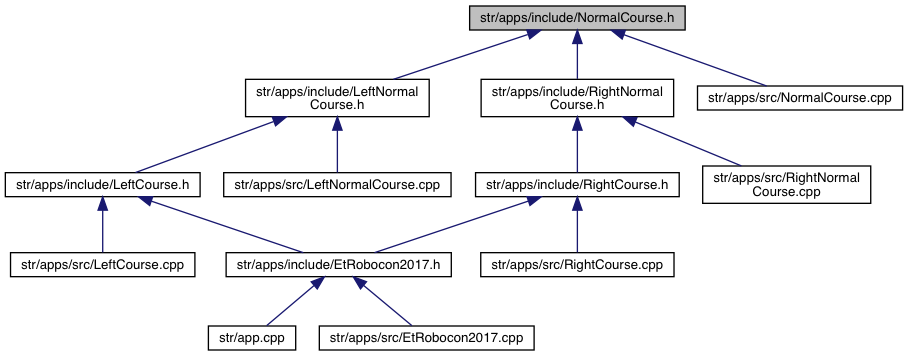 str/apps/include/NormalCourse.h
str/apps/include/LeftNormal
Course.h
str/apps/include/RightNormal
Course.h
str/apps/src/NormalCourse.cpp
str/apps/include/LeftCourse.h
str/apps/src/LeftNormalCourse.cpp
str/apps/include/RightCourse.h
str/apps/src/RightNormal
Course.cpp
str/apps/src/LeftCourse.cpp
str/apps/include/EtRobocon2017.h
str/apps/src/RightCourse.cpp
str/app.cpp
str/apps/src/EtRobocon2017.cpp